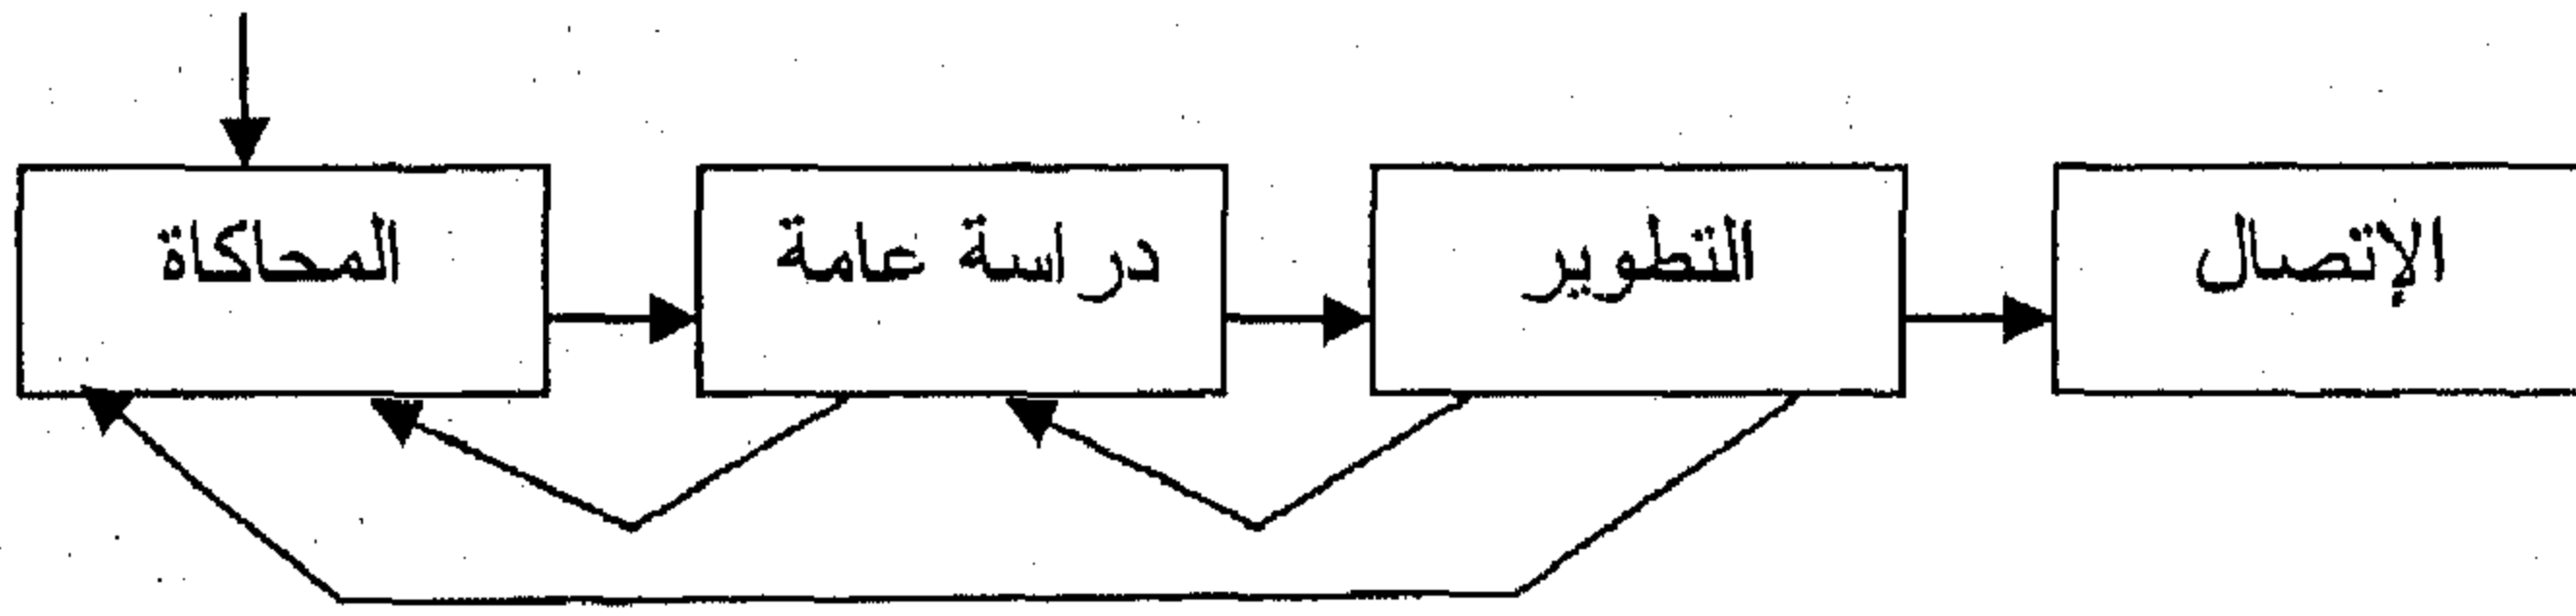 المحاكاة
دراسة عامة
التطوير
الإتصال